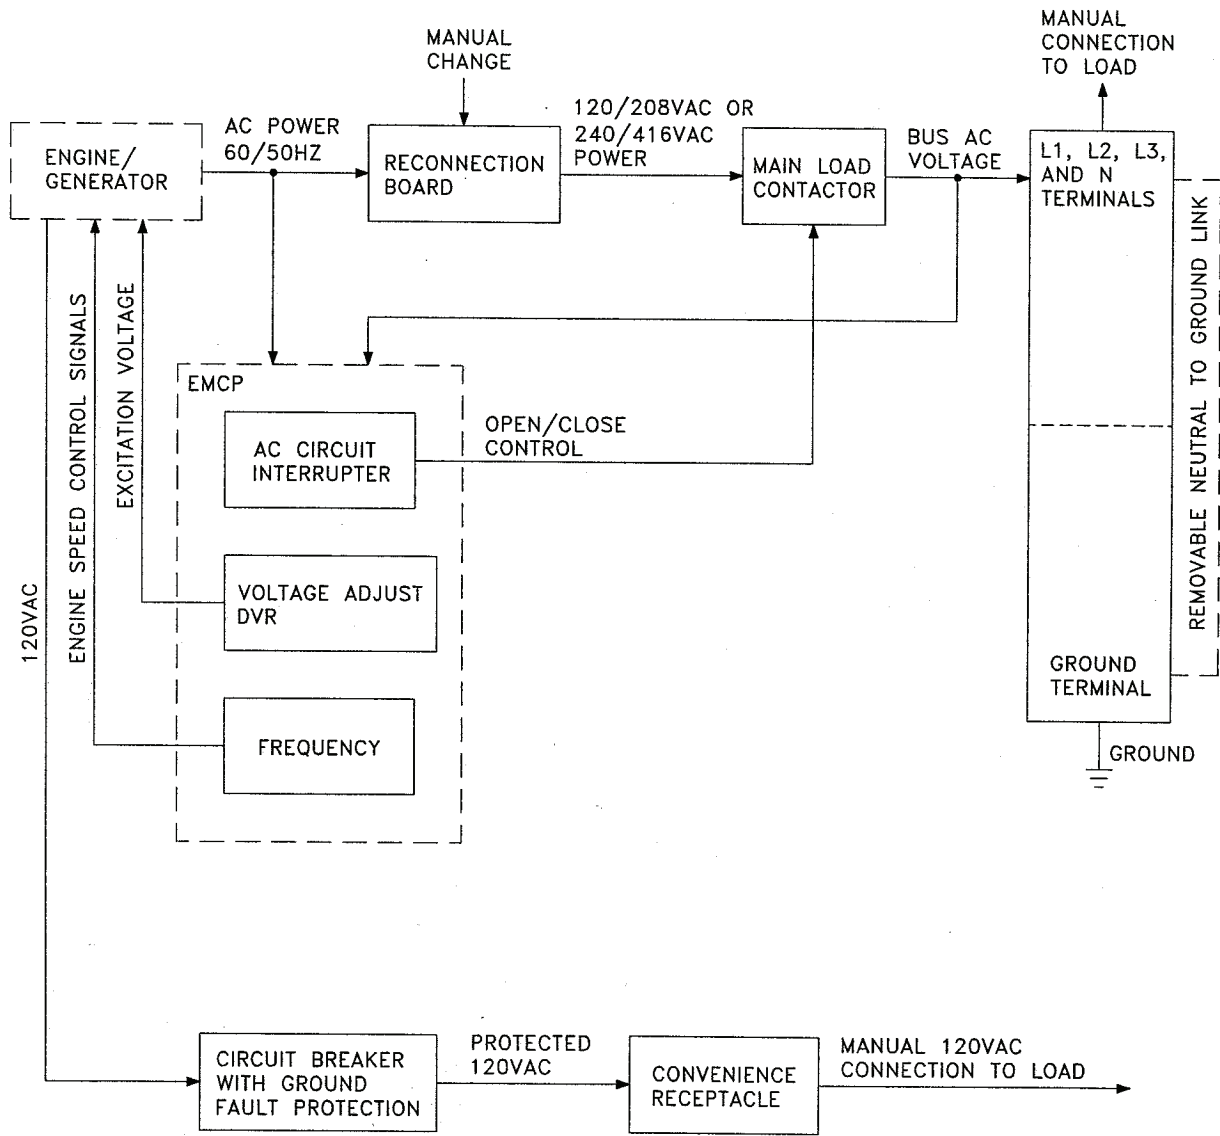 MANUAL
CHANGE
MANUAL
CONNECTION
TO LOAD
ENGINE/
GENERATOR
AC POWER
60/50HZ
RECONNECTION
BOARD
120/208VAC OR
240/416VAC
POWER
MAIN LOAD
CONTACTOR
BUS AC
VOLTAGE
L1, L2, L3,
AND N
TERMINALS
REMOVABLE NEUTRAL TO GROUND LINK
120VAC
ENGINE SPEED CONTROL SIGNALS
EXCITATION VOLTAGE
EMCP
AC CIRCUIT
INTERRUPTER
OPEN/CLOSE
CONTROL
VOLTAGE ADJUST
DVR
FREQUENCY
GROUND
TERMINAL
GROUND
CIRCUIT BREAKER
WITH GROUND
FAULT PROTECTION
PROTECTED
120VAC
CONVENIENCE
RECEPTACLE
MANUAL 120VAC
CONNECTION TO LOAD